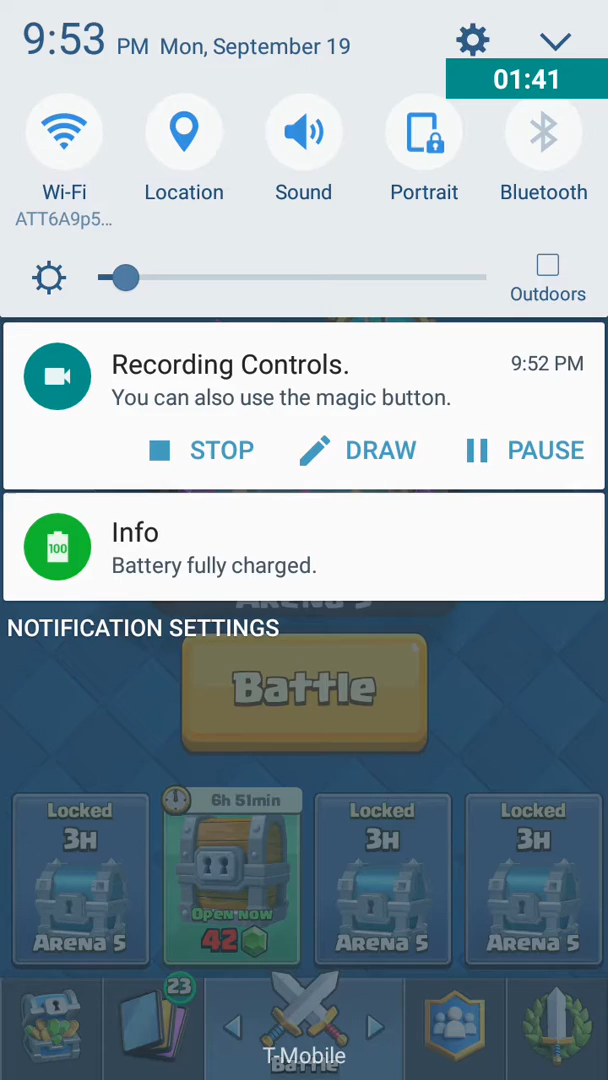 9:53 PM Mon, September 19
01:41
Wi-Fi Location Sound Portrait Bluetooth
ATT6A9p5...
Outdoors
Recording Controls. 9:52 PM
You can also use the magic button.
STOP DRAW PAUSE
100
Info
Battery fully charged.
Arena 5
NOTIFICATION SETTINGS
Battle
Locked 6h 51min Locked Locked
3H 3H 3H
Open now
42
Arena 5 Arena 5 Arena 5
23
T-Mobile
Battle